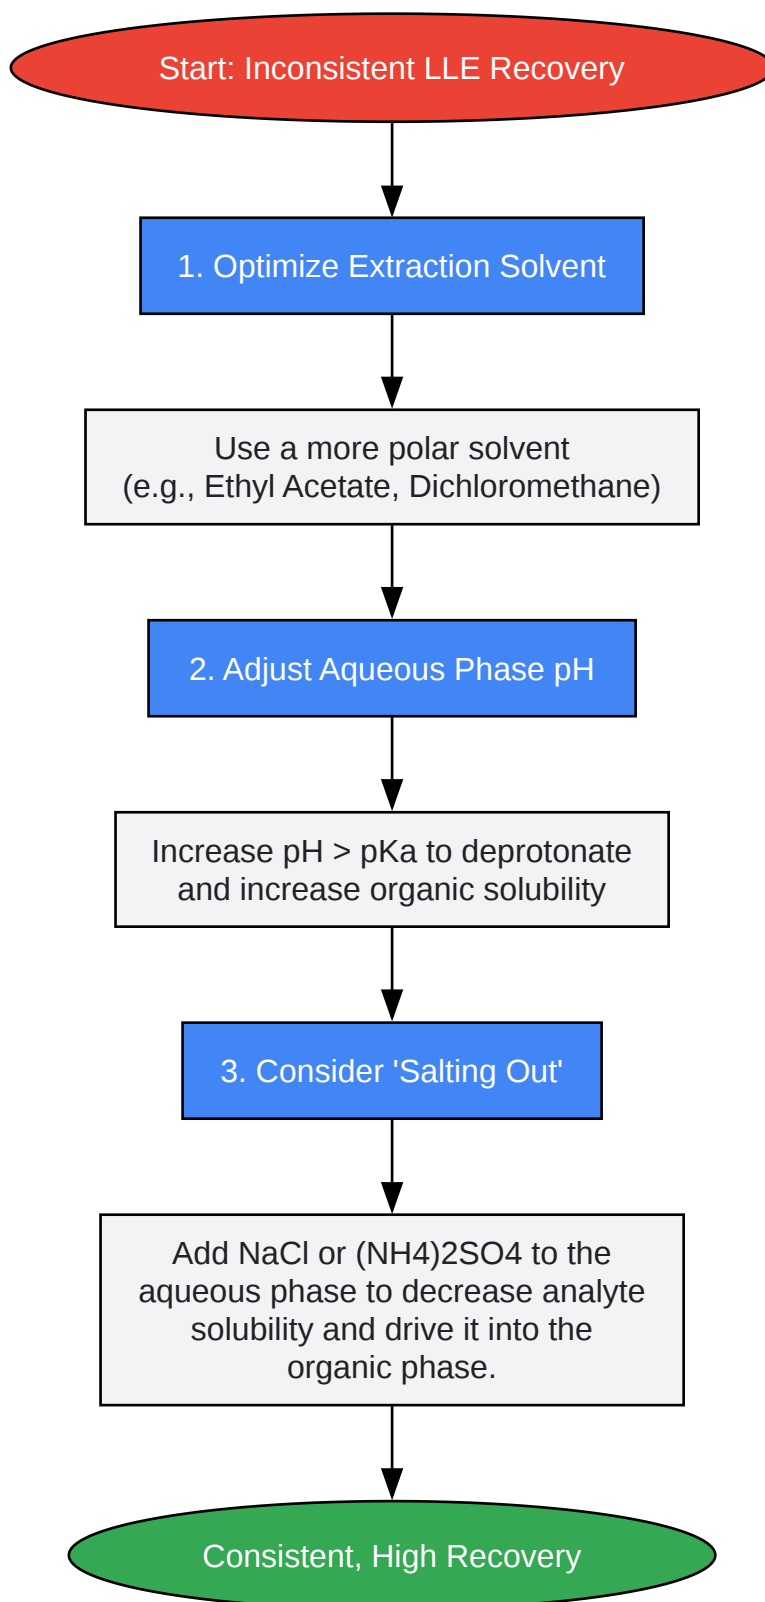 Start: Inconsistent LLE Recovery
1. Optimize Extraction Solvent
Use a more polar solvent
(e.g., Ethyl Acetate, Dichloromethane)
2. Adjust Aqueous Phase pH
Increase pH > pKa to deprotonate
and increase organic solubility
3. Consider 'Salting Out'
Add NaCl or (NH4)2SO4 to the
aqueous phase to decrease analyte
solubility and drive it into the
organic phase.
Consistent, High Recovery